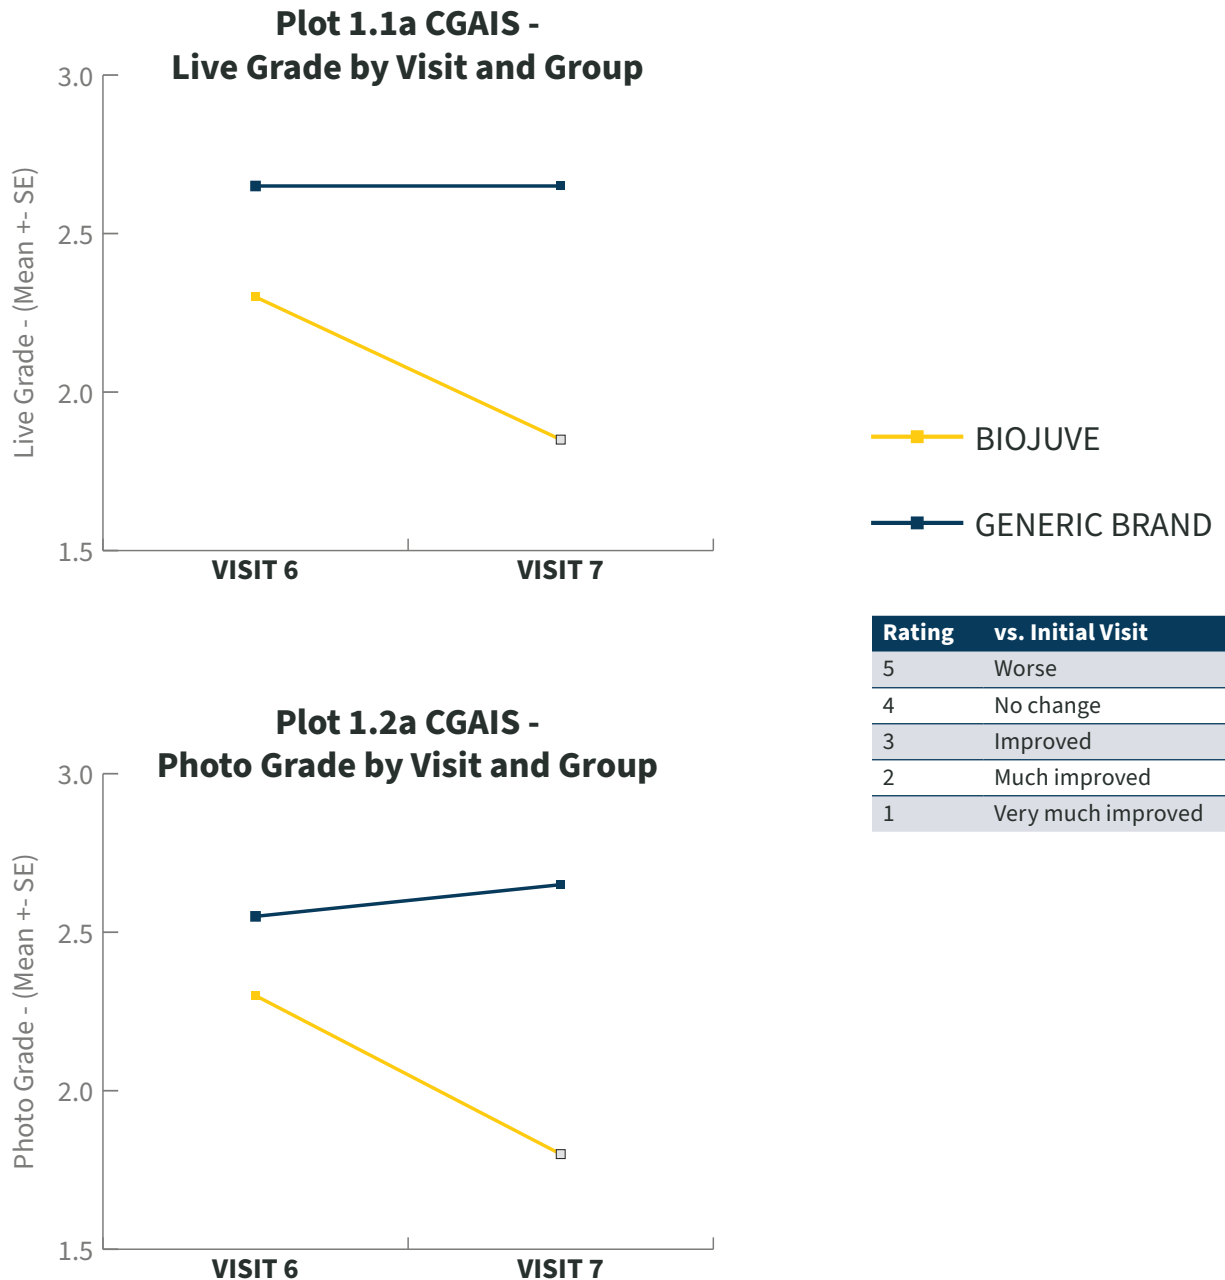 Plot 1.1a CGAIS -
Live Grade by Visit and Group
Live Grade - (Mean +- SE)
3.0
2.5
2.0
1.5
VISIT 6
VISIT 7
BIOJUVE
GENERIC BRAND
Rating vs. Initial Visit
5 Worse
4 No change
3 Improved
2 Much improved
1 Very much improved
Plot 1.2a CGAIS -
Photo Grade by Visit and Group
Photo Grade - (Mean +- SE)
3.0
2.5
2.0
1.5
VISIT 6
VISIT 7